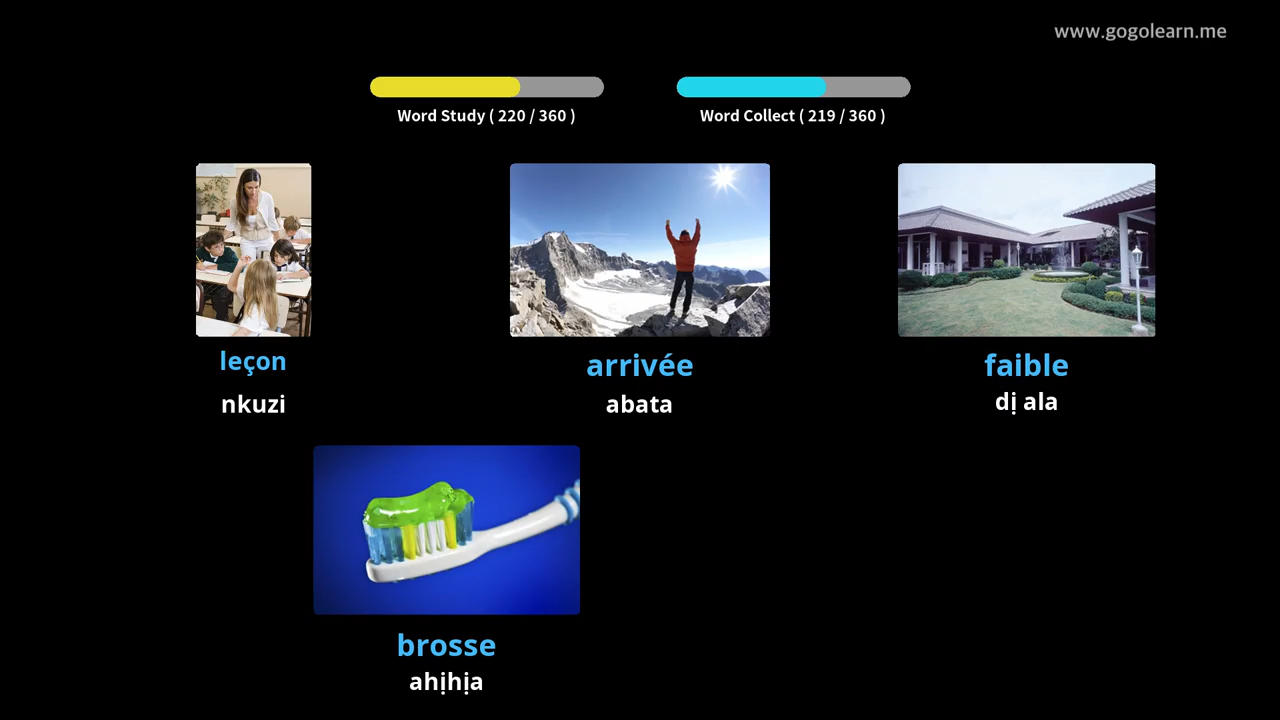 www.gogolearn.me
Word Study ( 220 / 360 )
Word Collect ( 219 / 360 )
leçon
nkuzi
arrivée
abata
faible
dị ala
brosse
ahịhịa